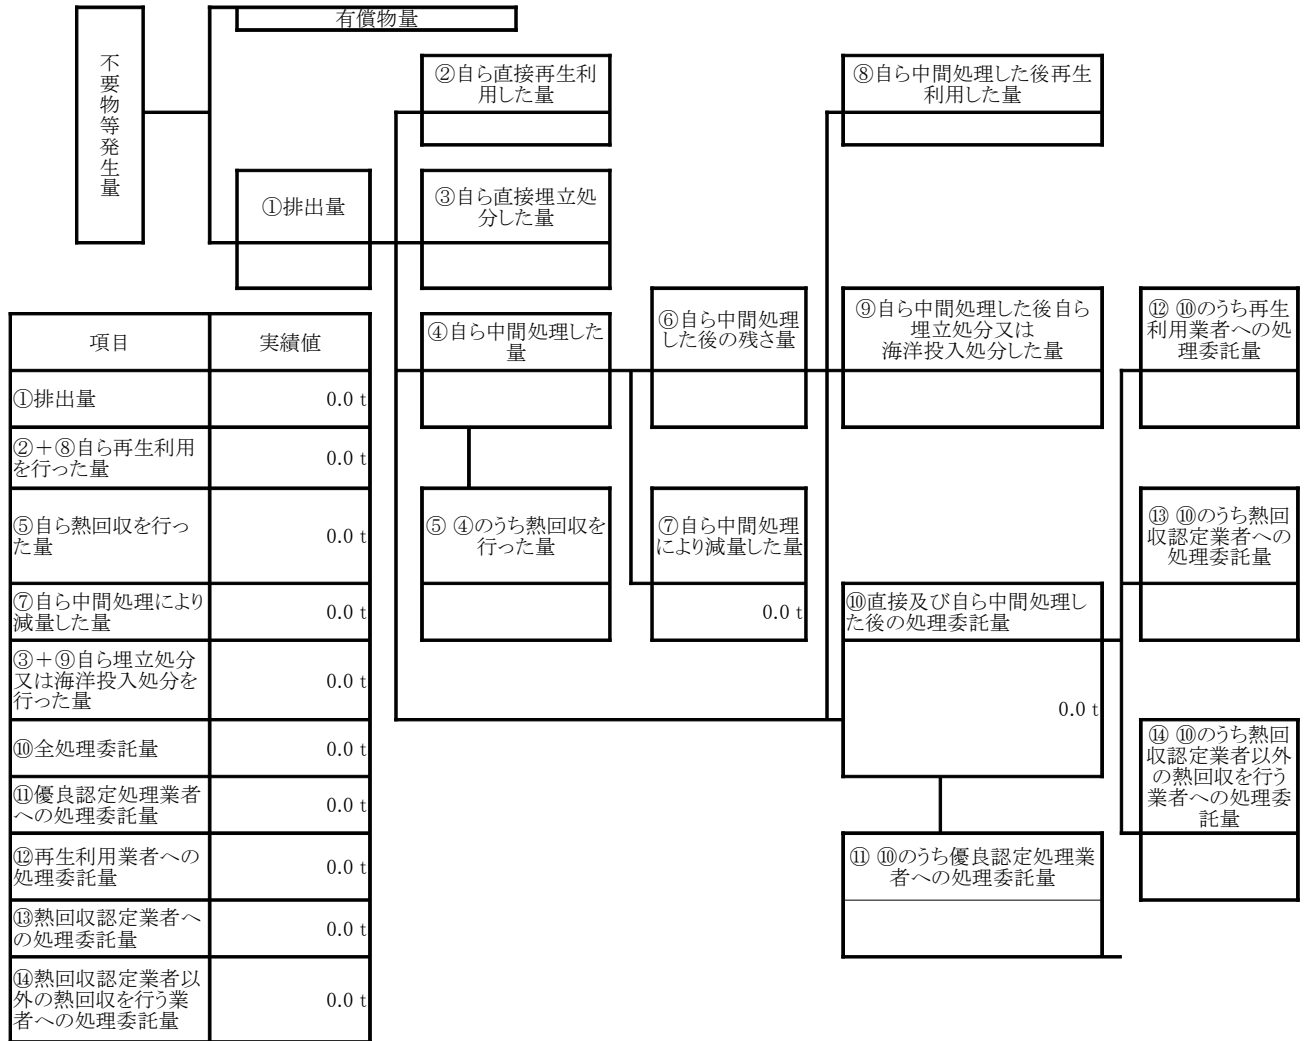 有償物量
不要物等発生量
②自ら直接再生利
用した量
⑧自ら中間処理した後再生
利用した量
①排出量
③自ら直接埋立処
分した量
④自ら中間処理した
量
⑥自ら中間処理
した後の残さ量
⑨自ら中間処理した後自ら
埋立処分又は
海洋投入処分した量
⑫ ⑩のうち再生
利用業者への処
理委託量
⑤ ④のうち熱回収を
行った量
⑦自ら中間処理
により減量した量
0.0 t
⑬ ⑩のうち熱回
収認定業者への
処理委託量
⑩直接及び自ら中間処理し
た後の処理委託量
0.0 t
⑭ ⑩のうち熱回
収認定業者以外
の熱回収を行う
業者への処理委
託量
⑪ ⑩のうち優良認定処理業
者への処理委託量
項目 実績値
①排出量 0.0 t
②＋⑧自ら再生利用
を行った量 0.0 t
⑤自ら熱回収を行っ
た量 0.0 t
⑦自ら中間処理により
減量した量 0.0 t
③＋⑨自ら埋立処分
又は海洋投入処分を
行った量 0.0 t
⑩全処理委託量 0.0 t
⑪優良認定処理業者
への処理委託量 0.0 t
⑫再生利用業者への
処理委託量 0.0 t
⑬熱回収認定業者へ
の処理委託量 0.0 t
⑭熱回収認定業者以
外の熱回収を行う業
者への処理委託量 0.0 t